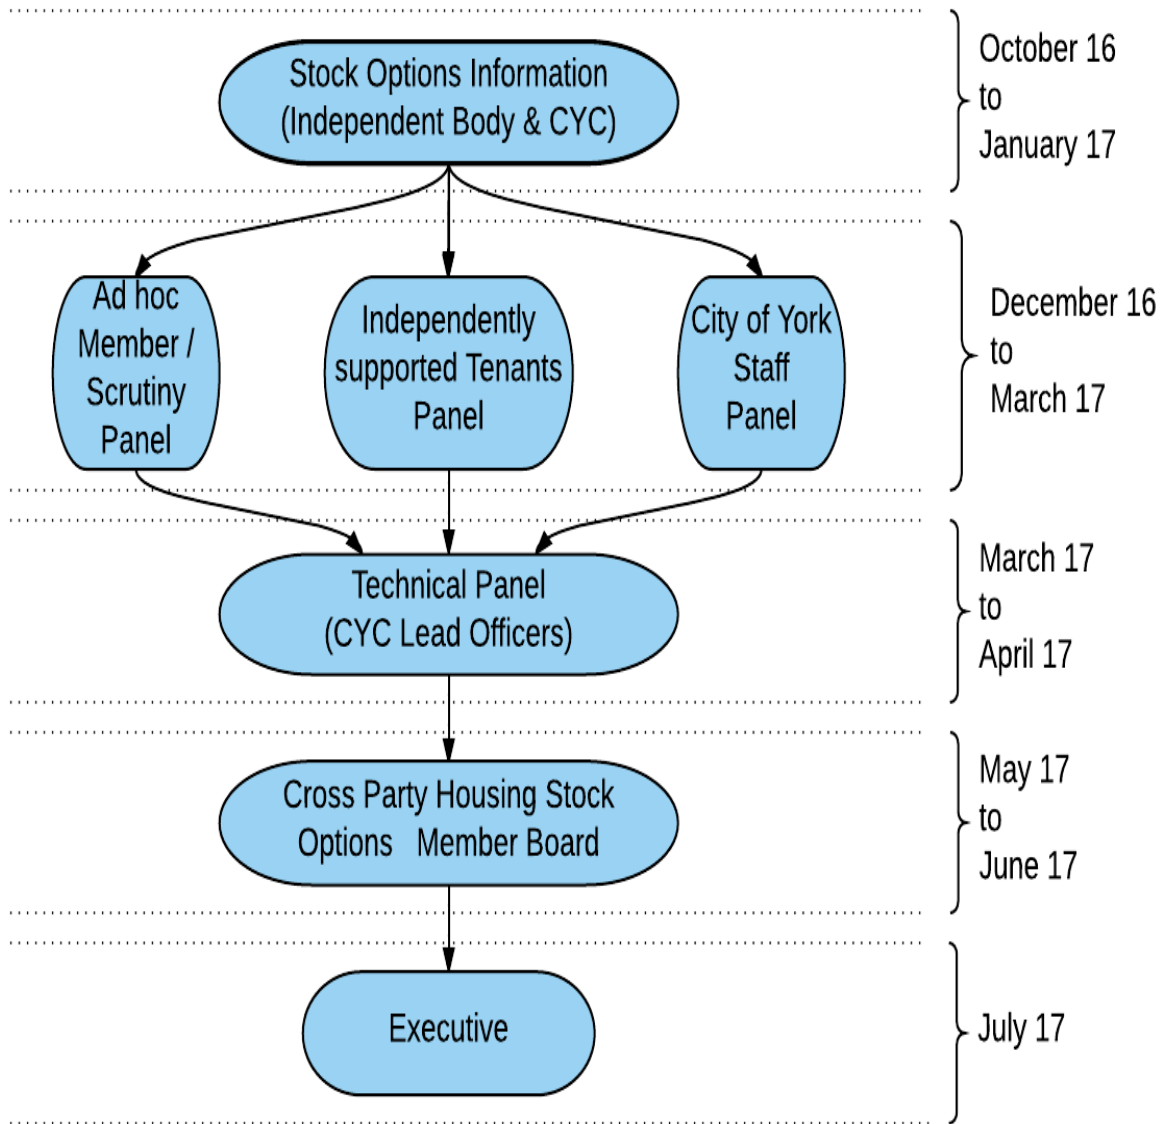 Stock Options Information
(Independent Body & CYC)
October 16
to
January 17
Ad hoc
Member /
Scrutiny
Panel
Independently
supported Tenants
Panel
City of York
Staff
Panel
December 16
to
March 17
Technical Panel
(CYC Lead Officers)
March 17
to
April 17
Cross Party Housing Stock
Options Member Board
May 17
to
June 17
Executive
July 17